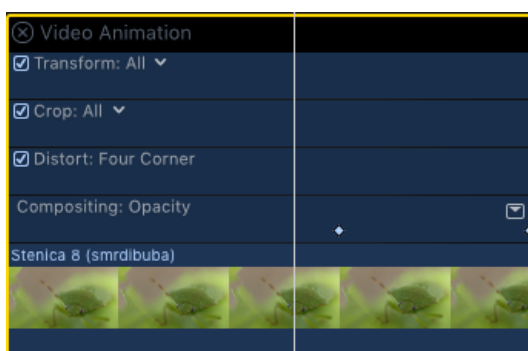 Video Animation
Transform: All
Crop: All
Distort: Four Corner
Compositing: Opacity
Stenica 8 (smrdibuba)